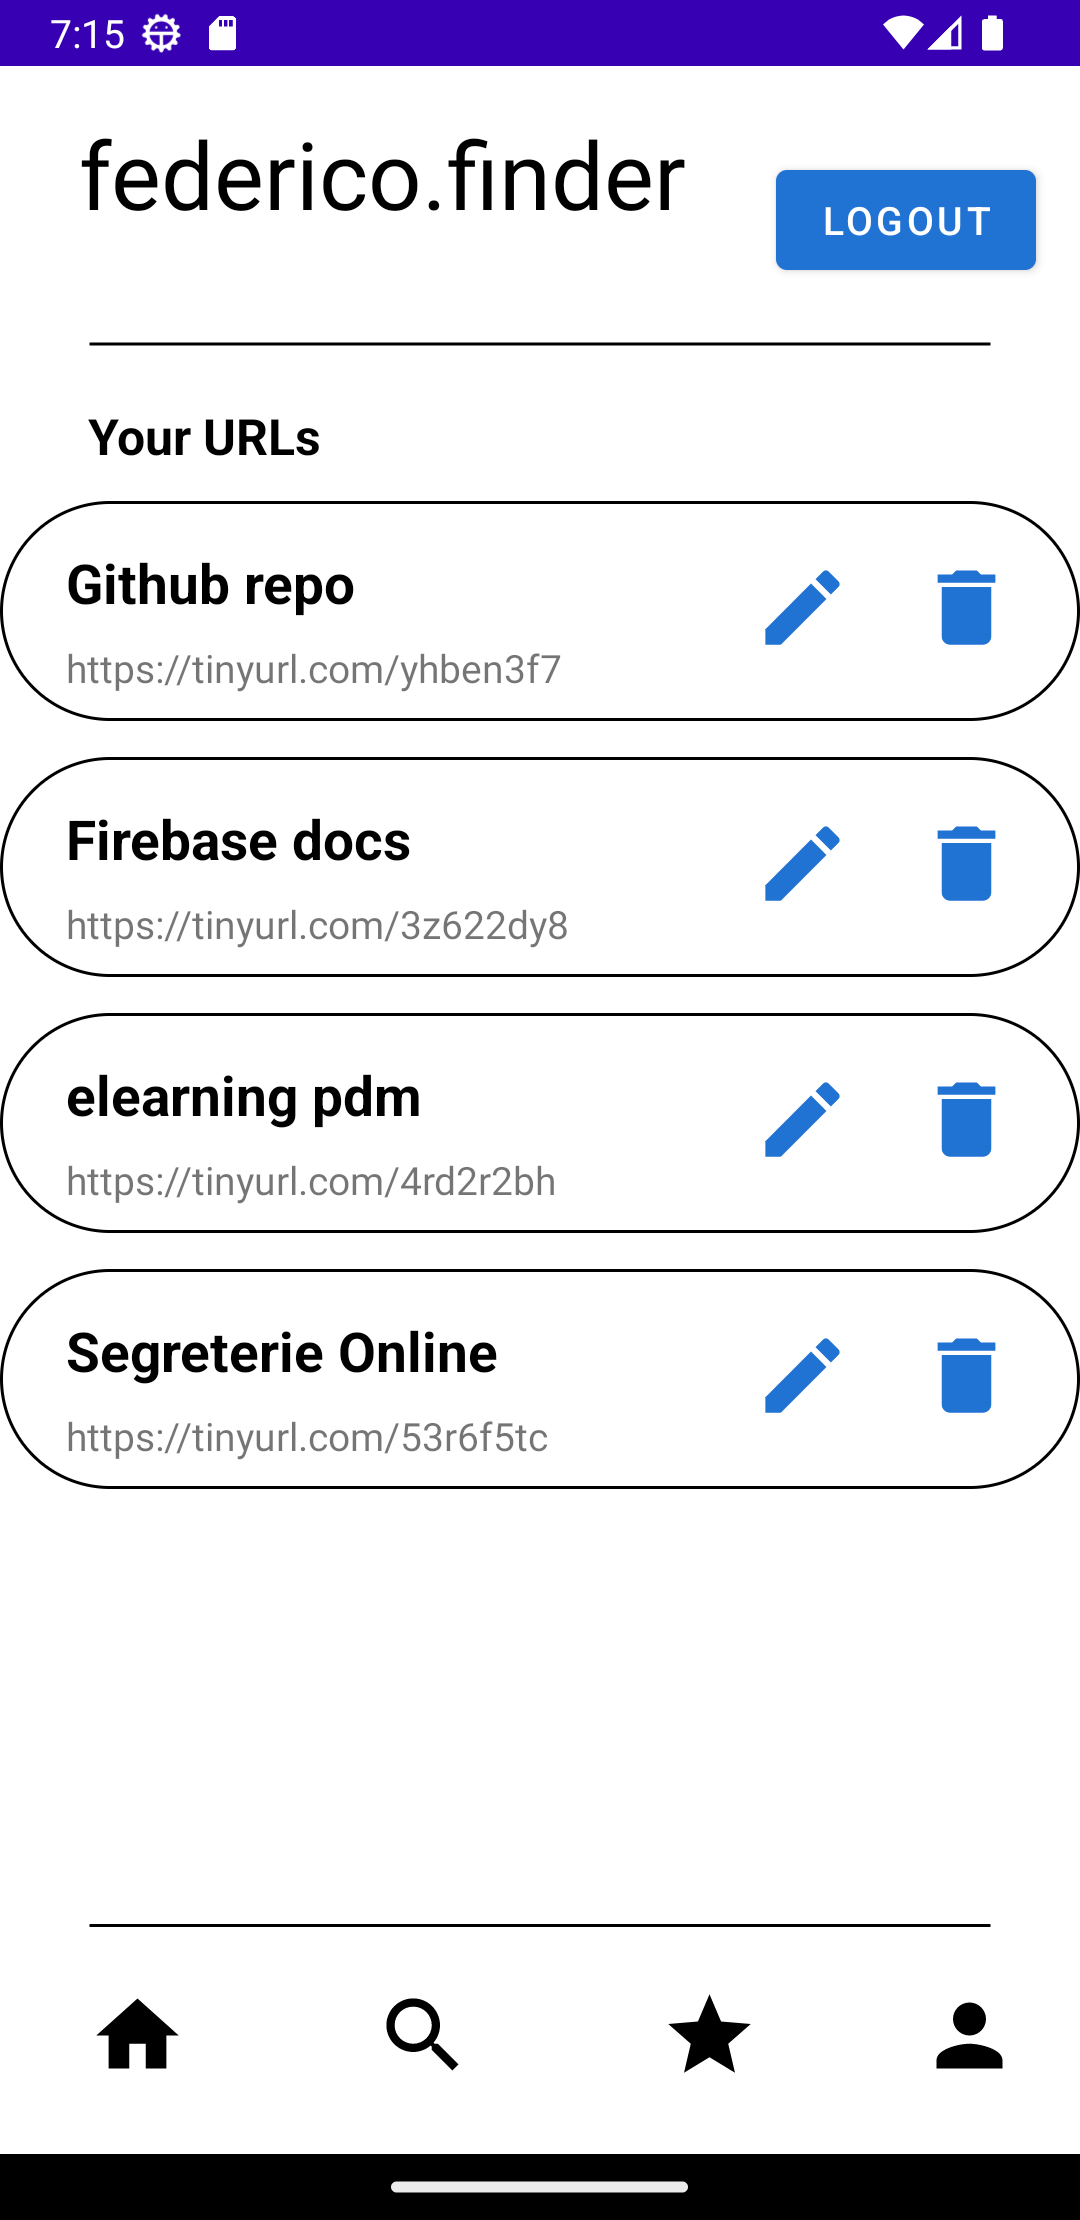 7:15
federico.finder
LOGOUT
Your URLs
Github repo
https://tinyurl.com/yhben3f7
Firebase docs
https://tinyurl.com/3z622dy8
elearning pdm
https://tinyurl.com/4rd2r2bh
Segreterie Online
https://tinyurl.com/53r6f5tc